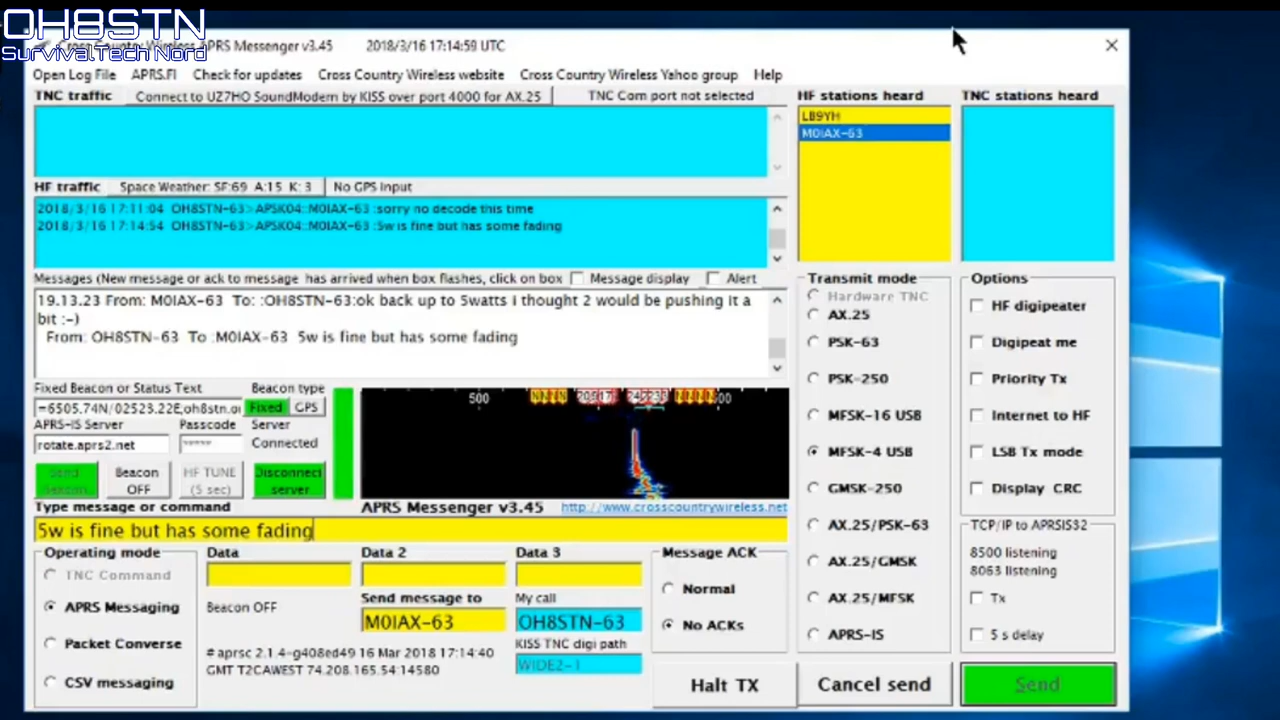 OH8STN
SurvivalTech Nord
Cross Country Wireless APRS Messenger v3.45 2018/3/16 17:14:59 UTC
Open Log File APRS.FI Check for updates Cross Country Wireless website Cross Country Wireless Yahoo group Help
TNC traffic Connect to UZ7HO SoundModem by KISS over port 4000 for AX.25 TNC Com port not selected
HF stations heard
TNC stations heard
LB9YH
M0IAX-63
HF traffic Space Weather: SF:69 A:15 K: 3 No GPS input
2018/3/16 17:11:04 OH8STN-63>APSK04::M0IAX-63 :sorry no decode this time
2018/3/16 17:14:54 OH8STN-63>APSK04::M0IAX-63 :5w is fine but has some fading
Messages (New message or ack to message has arrived when box flashes, click on box Message display Alert
19.13.23 From: M0IAX-63 To: :OH8STN-63:ok back up to 5watts i thought 2 would be pushing it a
bit :-)
From: OH8STN-63 To :M0IAX-63 5w is fine but has some fading
Fixed Beacon or Status Text Beacon type
=6505.74N/02523.22E,oh8stn.or Fixed GPS
APRS-IS Server Passcode Server
rotate.aprs2.net ***** Connected
Send
beacon
Beacon
OFF
HF TUNE
(5 sec)
Disconnect
server
500
Type message or command APRS Messenger v3.45 http://www.crosscountrywireless.net
5w is fine but has some fading
Operating mode
TNC Command
APRS Messaging
Packet Converse
CSV messaging
Data Data 2 Data 3
Beacon OFF
Send message to
M0IAX-63
My call
OH8STN-63
KISS TNC digi path
WIDE2-1
# aprsc 2.1.4-g408ed49 16 Mar 2018 17:14:40
GMT T2CAWEST 74.208.165.54:14580
Message ACK
Normal
No ACKs
Transmit mode
Hardware TNC
AX.25
PSK-63
PSK-250
MFSK-16 USB
MFSK-4 USB
GMSK-250
AX.25/PSK-63
AX.25/GMSK
AX.25/MFSK
APRS-IS
Options
HF digipeater
Digipeat me
Priority Tx
Internet to HF
LSB Tx mode
Display CRC
TCP/IP to APRSIS32
8500 listening
8063 listening
Tx
5 s delay
Halt TX Cancel send Send